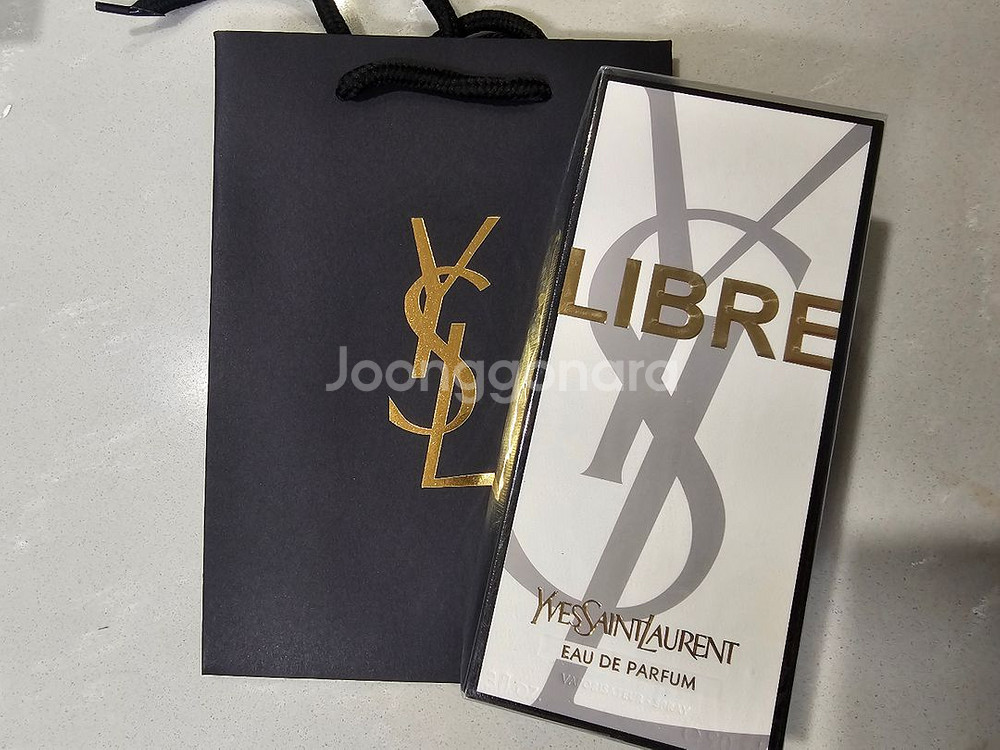 YSL
Joonggonara
LIBRE
YVESSAINTLAURENT
EAU DE PARFUM